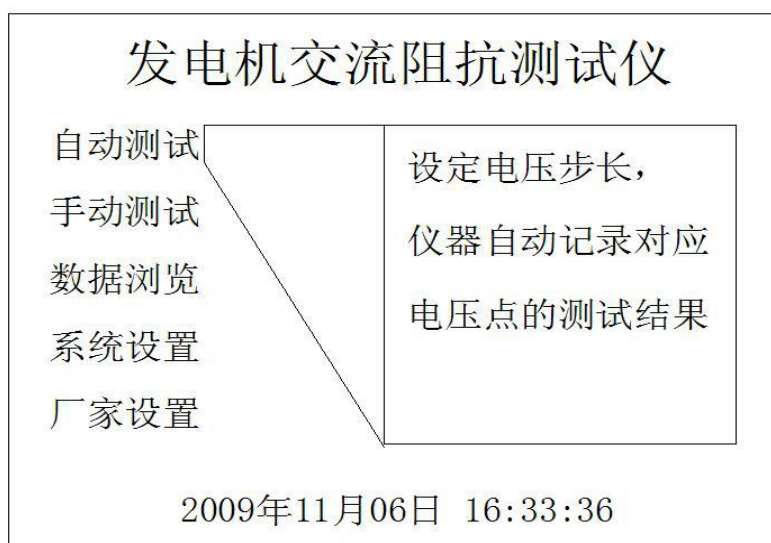 发电机交流阻抗测试仪
自动测试
手动测试
数据浏览
系统设置
厂家设置
设定电压步长，
仪器自动记录对应
电压点的测试结果
2009年11月06日 16:33:36